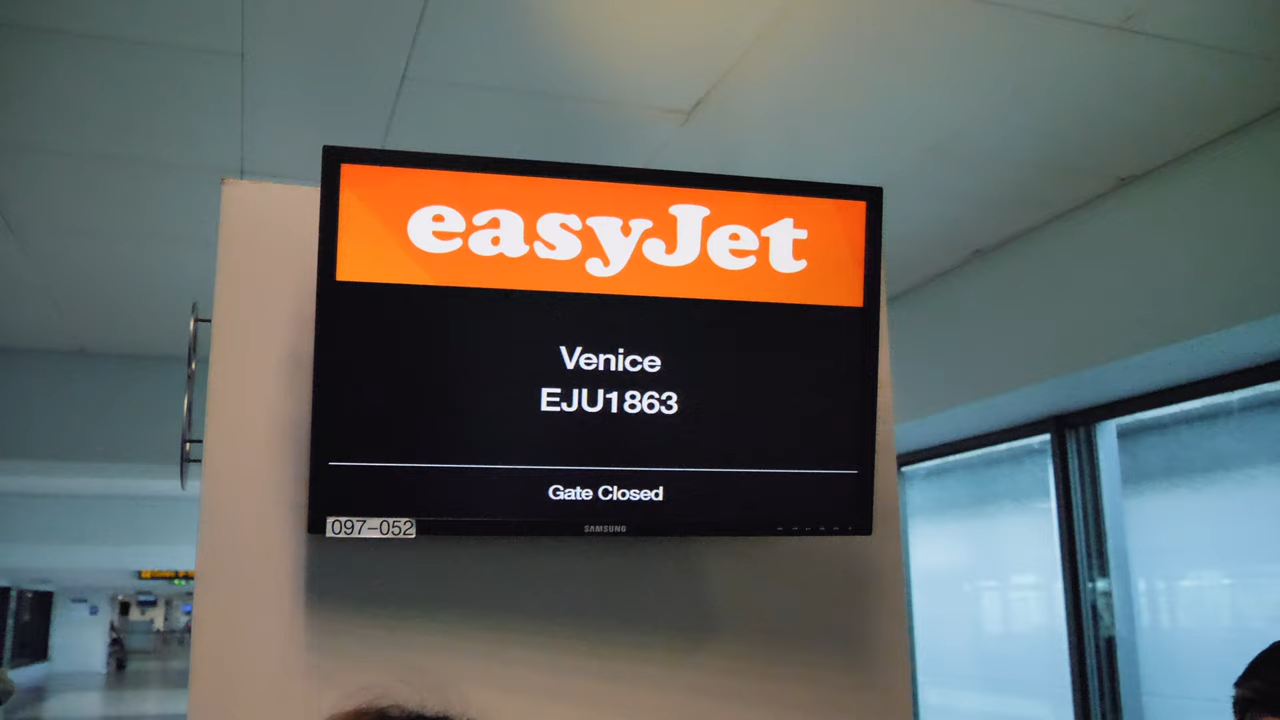 easyJet
Venice
EJU1863
Gate Closed
097-052
SAMSUNG